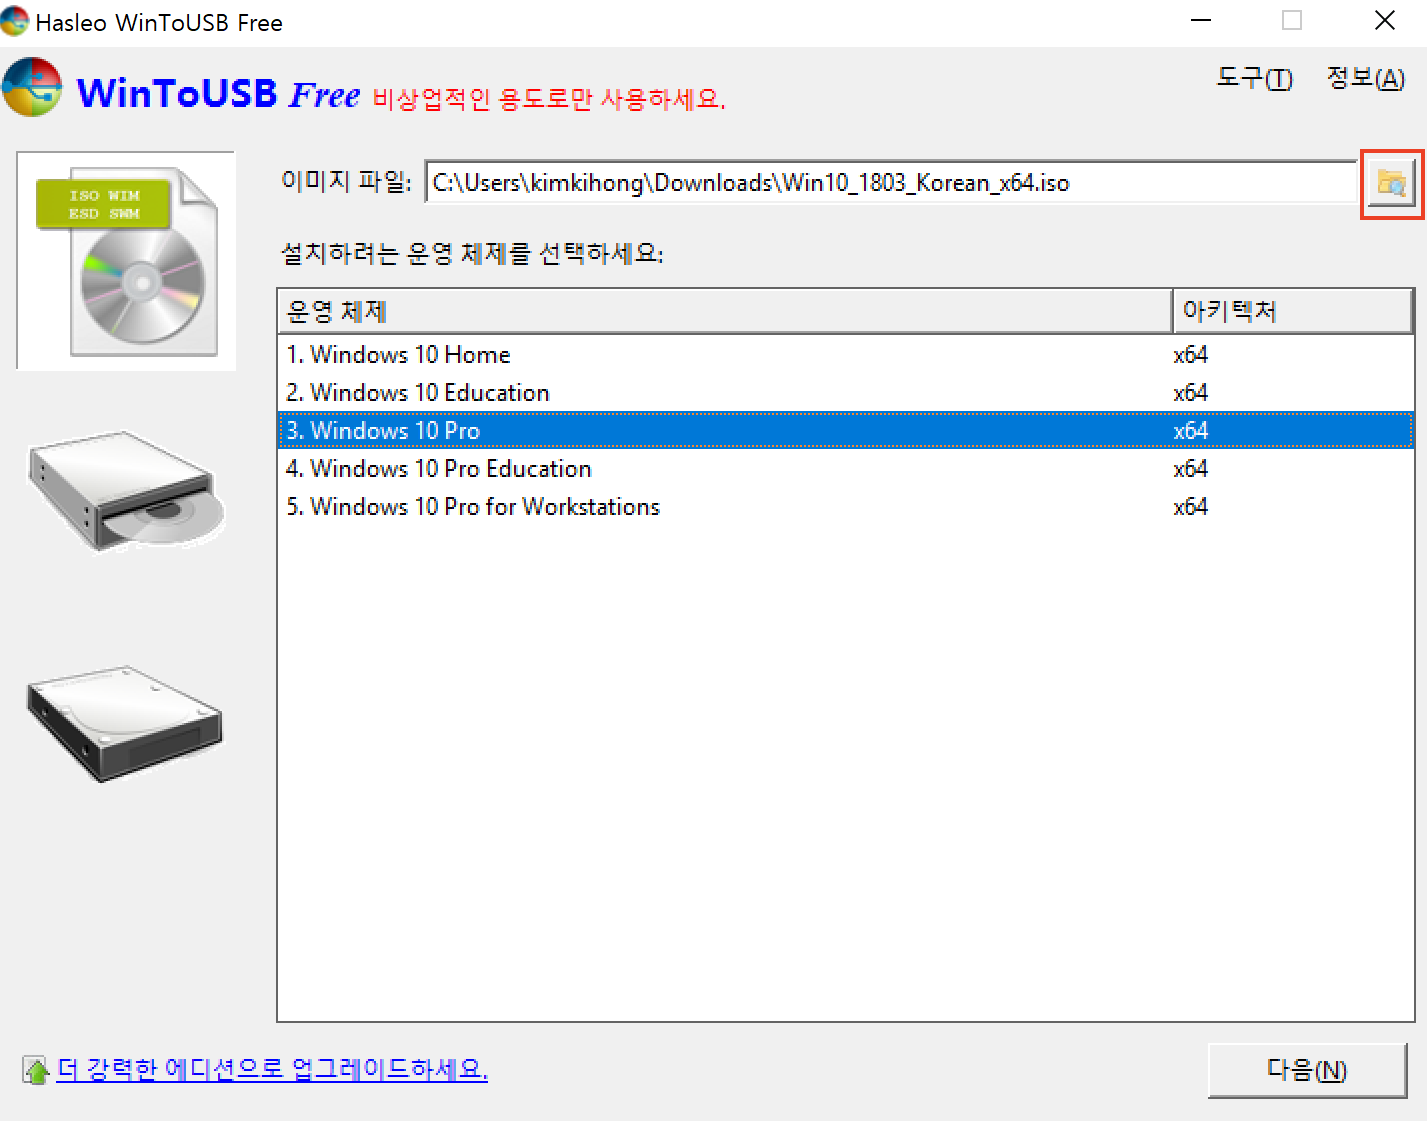 Hasleo WinToUSB Free
WinToUSB Free 비상업적인 용도로만 사용하세요.
도구(T) 정보(A)
ISO WIM
ESD SWM
이미지 파일: C:\Users\kimkihong\Downloads\Win10_1803_Korean_x64.iso
설치하려는 운영 체제를 선택하세요:
운영 체제 아키텍처
1. Windows 10 Home x64
2. Windows 10 Education x64
3. Windows 10 Pro x64
4. Windows 10 Pro Education x64
5. Windows 10 Pro for Workstations x64
더 강력한 에디션으로 업그레이드하세요.
다음(N)